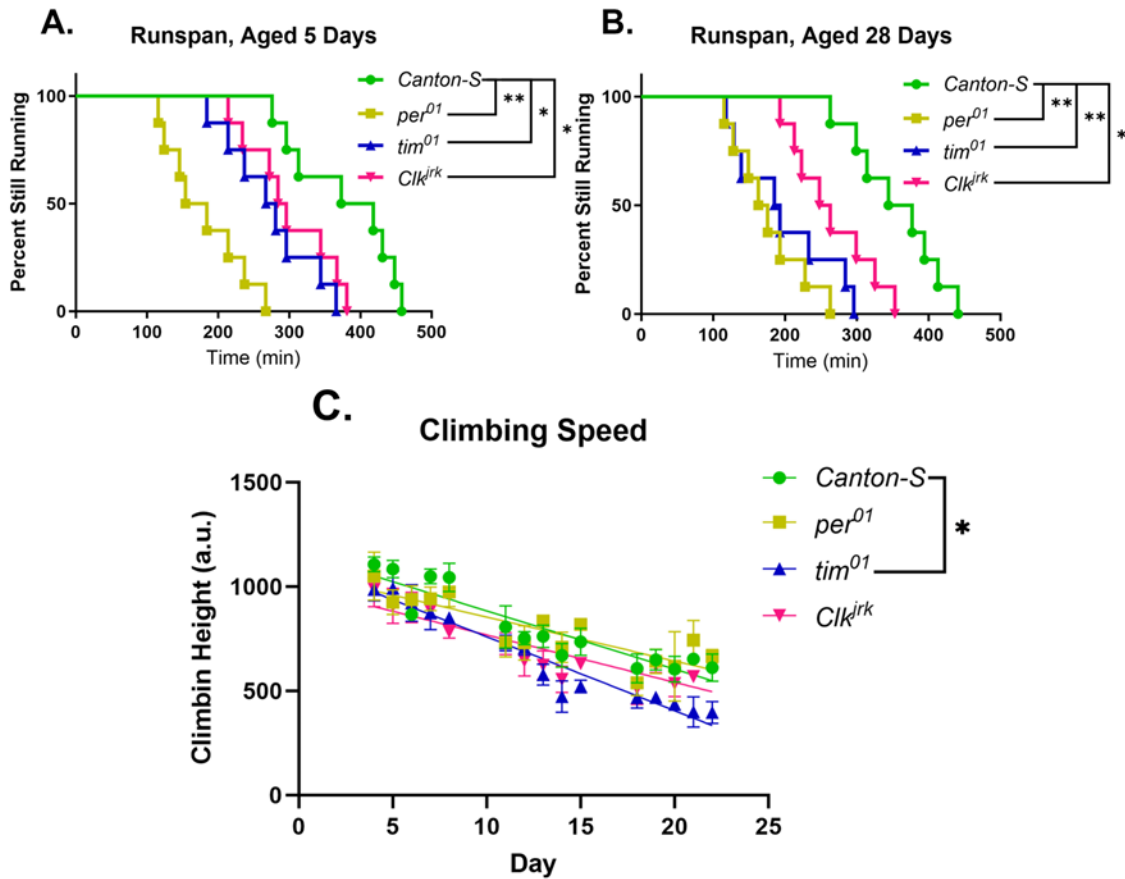 A.
Runspan, Aged 5 Days
Percent Still Running
100
50
0
0 100 200 300 400 500
Time (min)
Canton-S
per01
tim01
Clkjrk
**
*
*
B.
Runspan, Aged 28 Days
Percent Still Running
100
50
0
0 100 200 300 400 500
Time (min)
Canton-S
per01
tim01
Clkjrk
**
**
*
C.
Climbing Speed
Climbin Height (a.u.)
1500
1000
500
0
0 5 10 15 20 25
Day
Canton-S
per01
tim01
Clkjrk
*